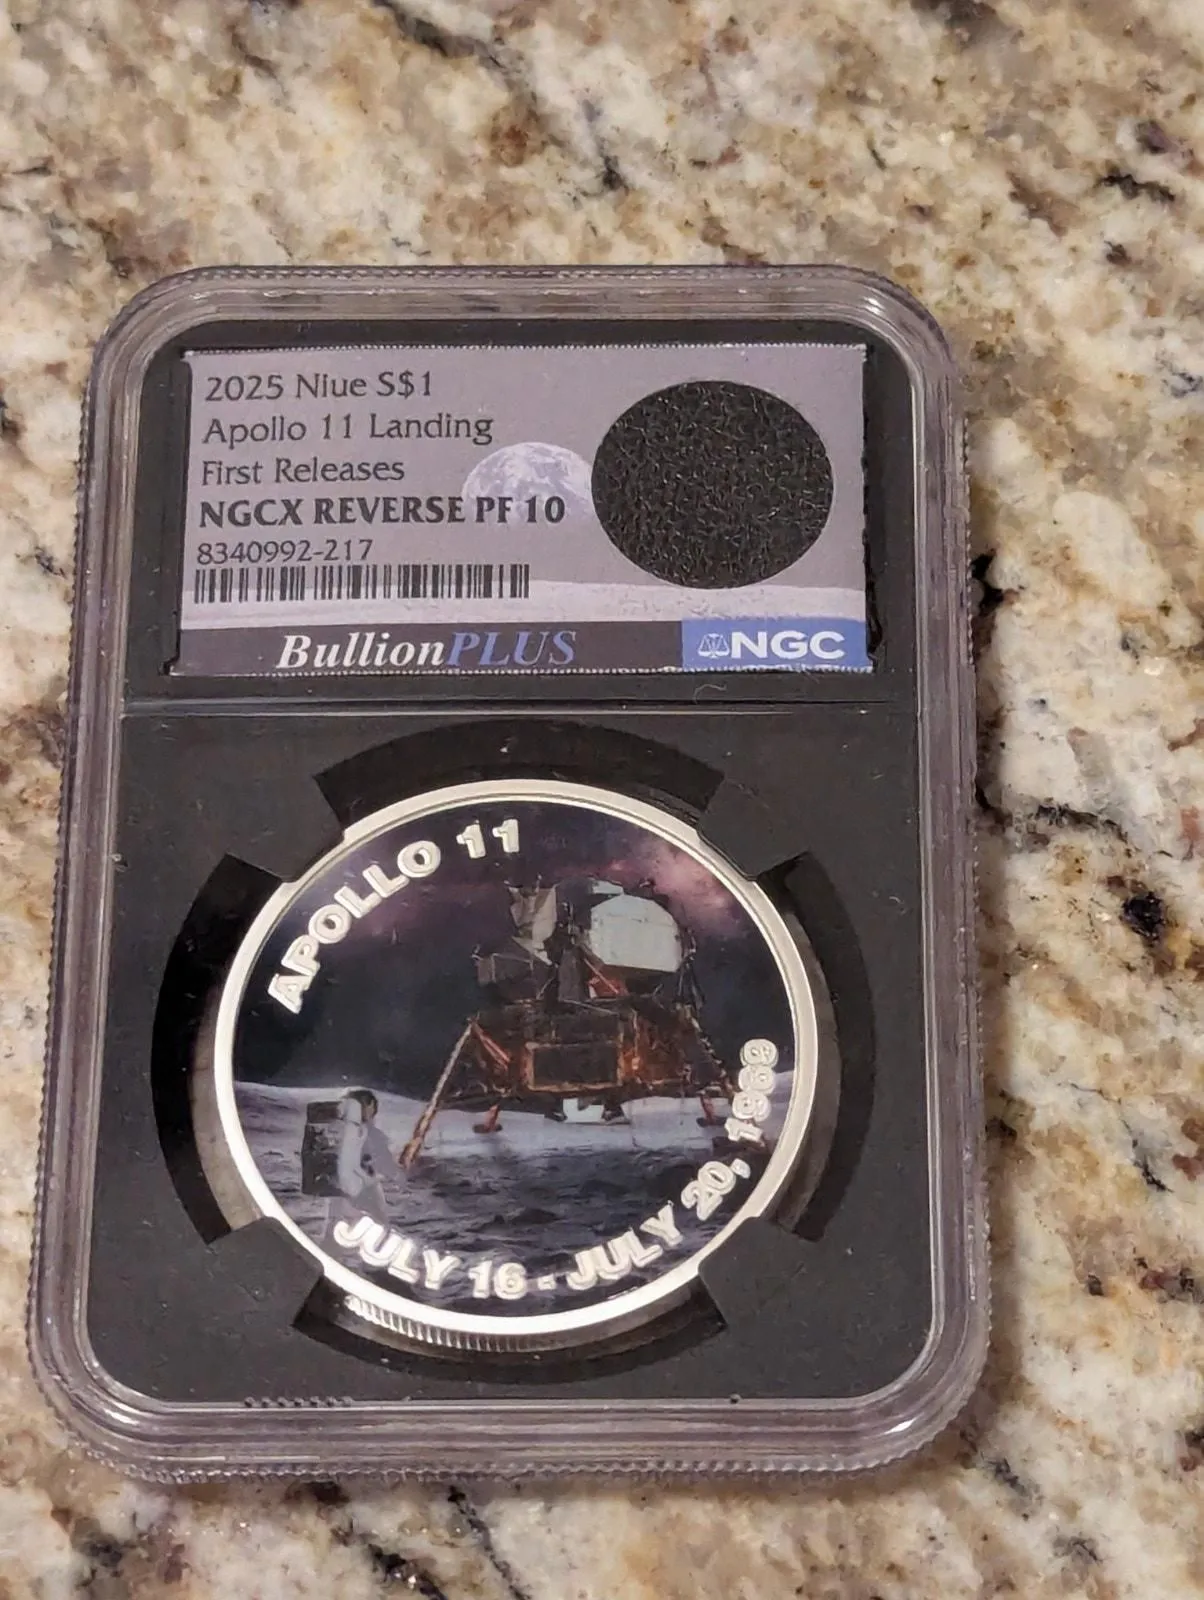 2025 Niue S$1
Apollo 11 Landing
First Releases
NGCX REVERSE PF 10
8340992-217
BullionPLUS
NGC
APOLLO 11
JULY 16 - JULY 20, 1969